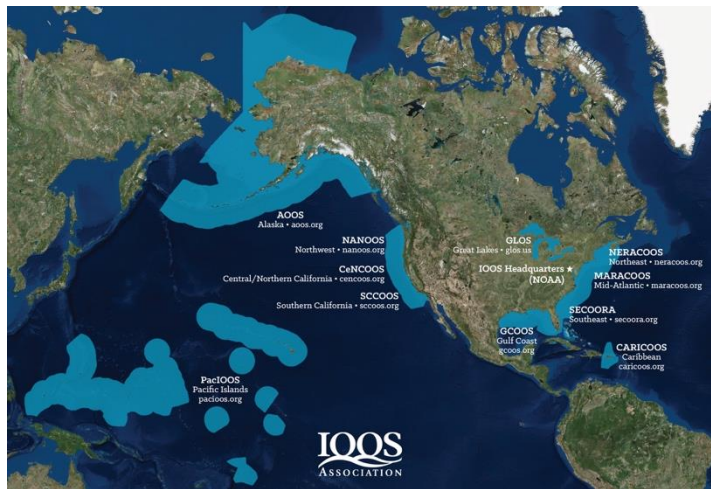 AOOS
Alaska • aoos.org
NANOOS
Northwest • nanoos.org
CeNCOOS
Central/Northern California • cencoos.org
SCCOOS
Southern California • sccoos.org
PacIOOS
Pacific Islands
pacioos.org
GLOS
Great Lakes • glos.us
IOOS Headquarters ★
(NOAA)
NERACOOS
Northeast • neracoos.org
MARACOOS
Mid-Atlantic • maracoos.org
SECOORA
Southeast • secoora.org
GCOOS
Gulf Coast
gcoos.org
CARICOOS
Caribbean
caricoos.org
IOOS
ASSOCIATION